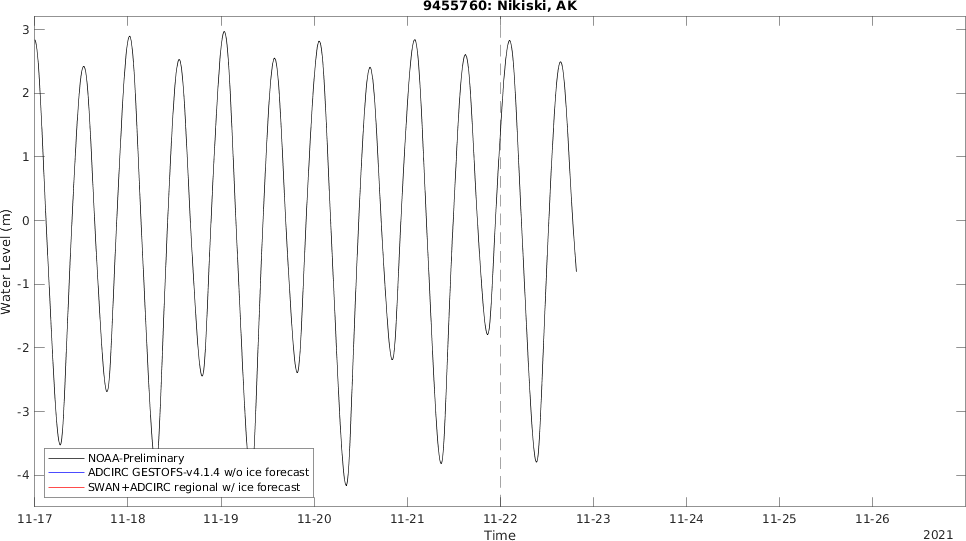 9455760: Nikiski, AK
3
2
1
0
-1
-2
-3
-4
Water Level (m)
NOAA-Preliminary
ADCIRC GESTOFS-v4.1.4 w/o ice forecast
SWAN+ADCIRC regional w/ ice forecast
11-17 11-18 11-19 11-20 11-21 11-22 11-23 11-24 11-25 11-26
Time
2021